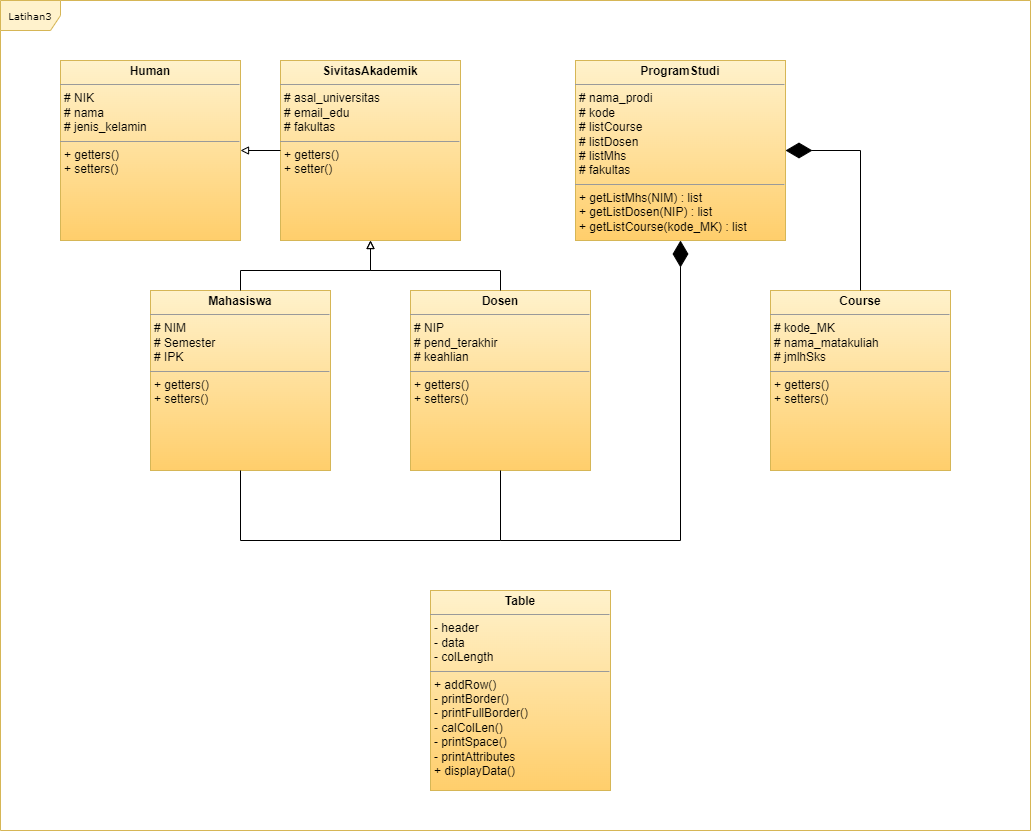 Latihan3
Human
# NIK
# nama
# jenis_kelamin
+ getters()
+ setters()
SivitasAkademik
# asal_universitas
# email_edu
# fakultas
+ getters()
+ setter()
ProgramStudi
# nama_prodi
# kode
# listCourse
# listDosen
# listMhs
# fakultas
+ getListMhs(NIM) : list
+ getListDosen(NIP) : list
+ getListCourse(kode_MK) : list
Mahasiswa
# NIM
# Semester
# IPK
+ getters()
+ setters()
Dosen
# NIP
# pend_terakhir
# keahlian
+ getters()
+ setters()
Course
# kode_MK
# nama_matakuliah
# jmlhSks
+ getters()
+ setters()
Table
- header
- data
- colLength
+ addRow()
- printBorder()
- printFullBorder()
- calColLen()
- printSpace()
- printAttributes
+ displayData()